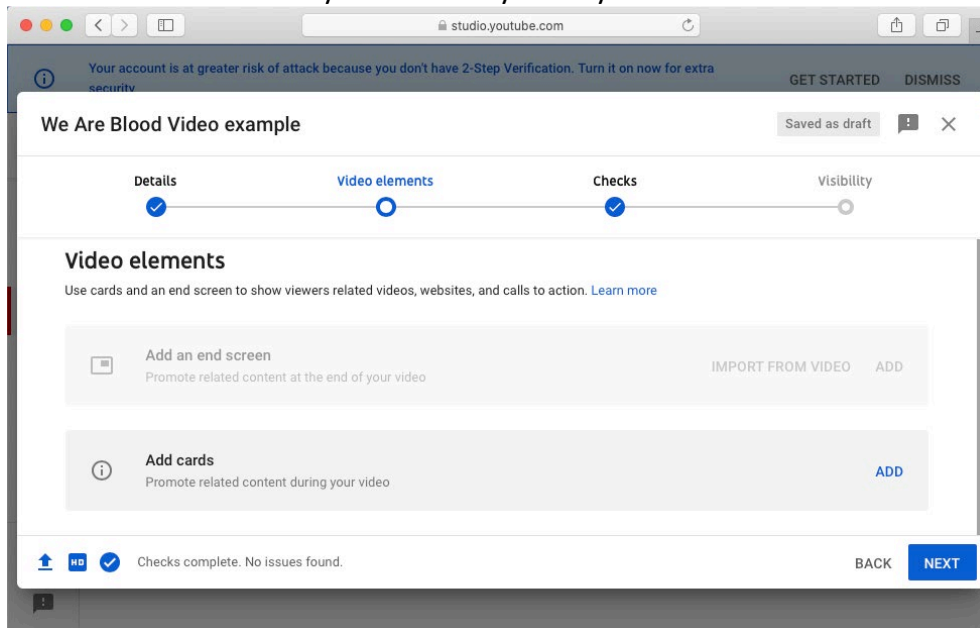 studio.youtube.com
Your account is at greater risk of attack because you don't have 2-Step Verification. Turn it on now for extra
security
GET STARTED DISMISS
We Are Blood Video example
Saved as draft
Details Video elements Checks Visibility
Video elements
Use cards and an end screen to show viewers related videos, websites, and calls to action. Learn more
Add an end screen
Promote related content at the end of your video
IMPORT FROM VIDEO ADD
Add cards
Promote related content during your video
ADD
HD Checks complete. No issues found.
BACK NEXT